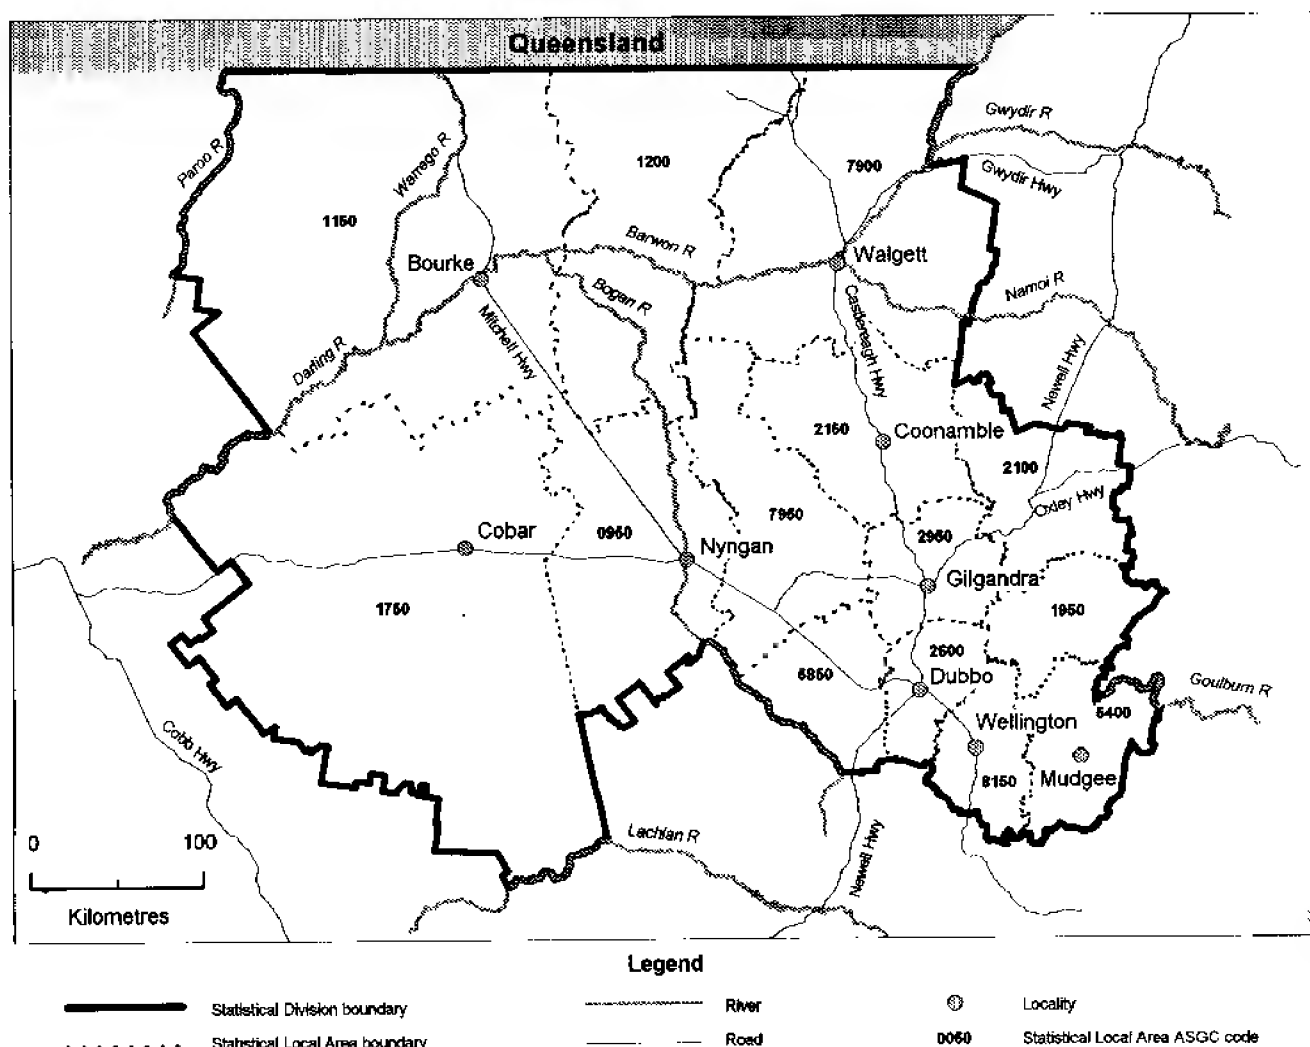 Queensland
Gwydir R
Paroo R
Warrego R
1200
7900
Gwydir Hwy
1150
Barwon R
Bourke
Walgett
Bogan R
Namoi R
Castlereagh Hwy
Mitchell Hwy
Darling R
Newell Hwy
2150
Coonamble
2100
Oxley Hwy
7950
2950
Cobar
0950
Nyngan
Gilgandra
1750
1950
2600
5850
Dubbo
Goulburn R
5400
Wellington
Cobb Hwy
8150
Mudgee
0
100
Lachlan R
Newell Hwy
Kilometres
Legend
Statistical Division boundary
River
Locality
Statistical Local Area boundary
Road
0050
Statistical Local Area ASGC code